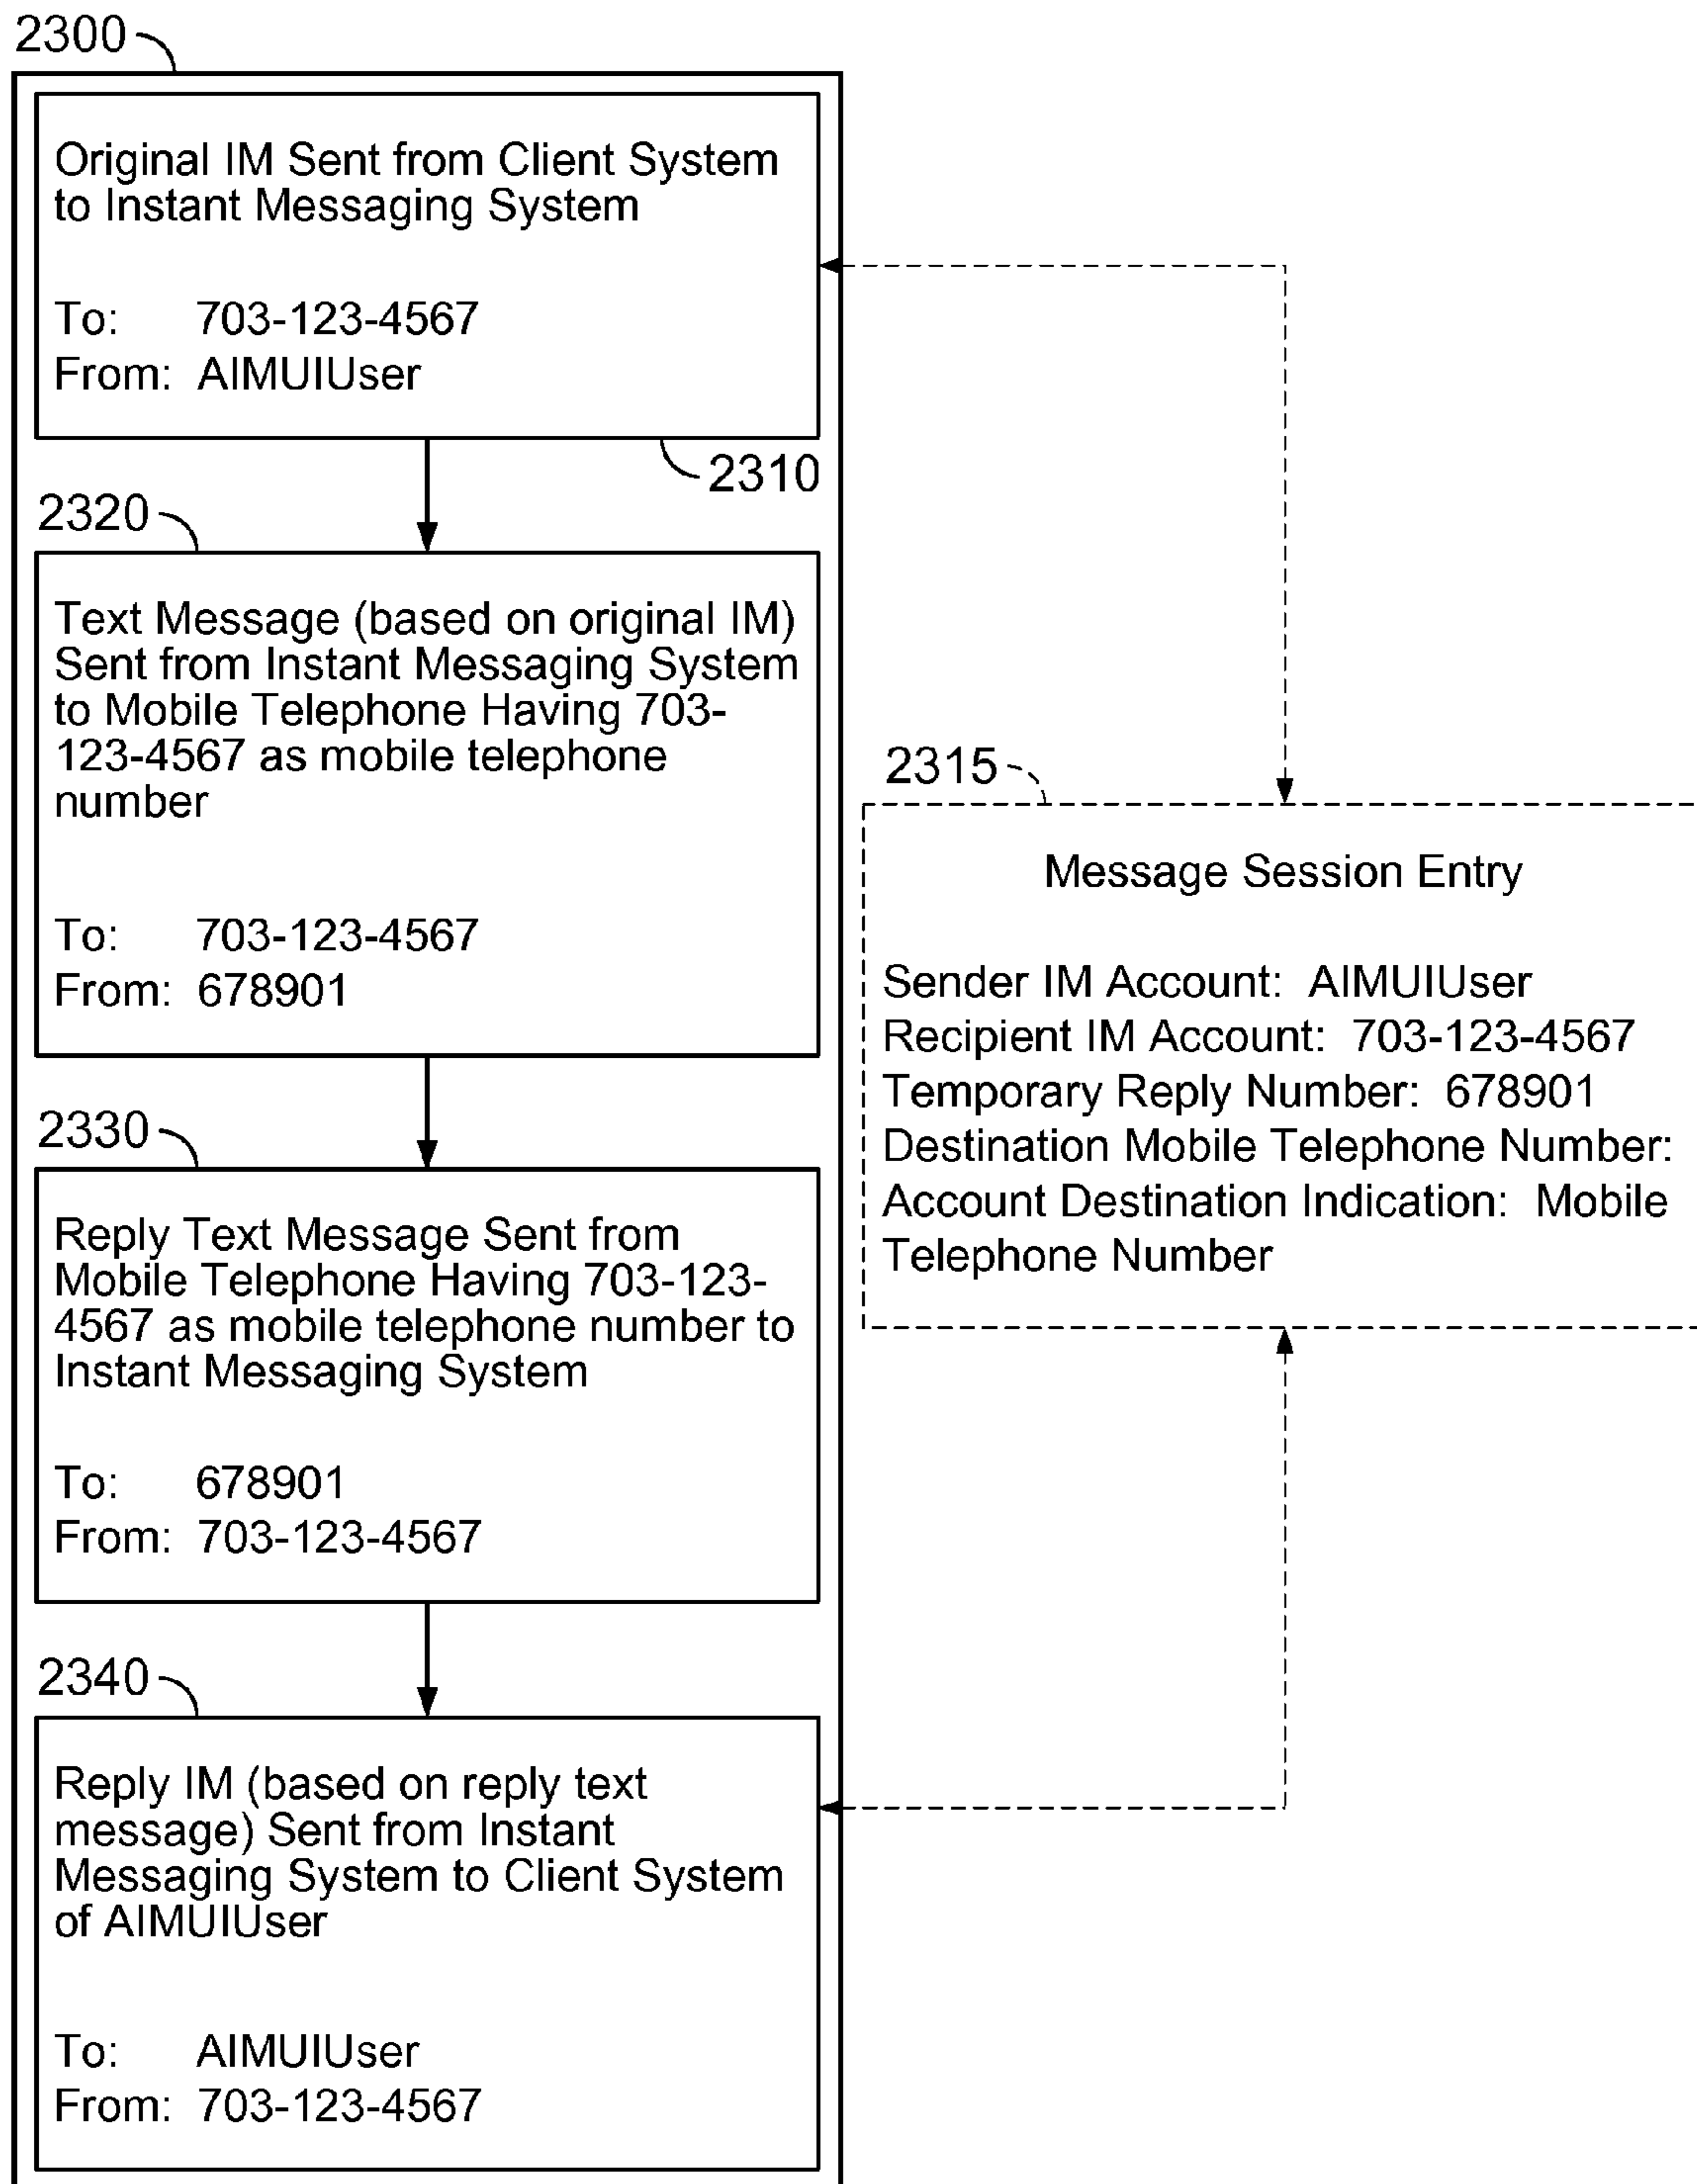 2300
Original IM Sent from Client System
to Instant Messaging System
To: 703-123-4567
From: AIMUIUser
2310
2320
Text Message (based on original IM)
Sent from Instant Messaging System
to Mobile Telephone Having 703-
123-4567 as mobile telephone
number
To: 703-123-4567
From: 678901
2315
Message Session Entry
Sender IM Account: AIMUIUser
Recipient IM Account: 703-123-4567
Temporary Reply Number: 678901
Destination Mobile Telephone Number:
Account Destination Indication: Mobile
Telephone Number
2330
Reply Text Message Sent from
Mobile Telephone Having 703-123-
4567 as mobile telephone number to
Instant Messaging System
To: 678901
From: 703-123-4567
2340
Reply IM (based on reply text
message) Sent from Instant
Messaging System to Client System
of AIMUIUser
To: AIMUIUser
From: 703-123-4567